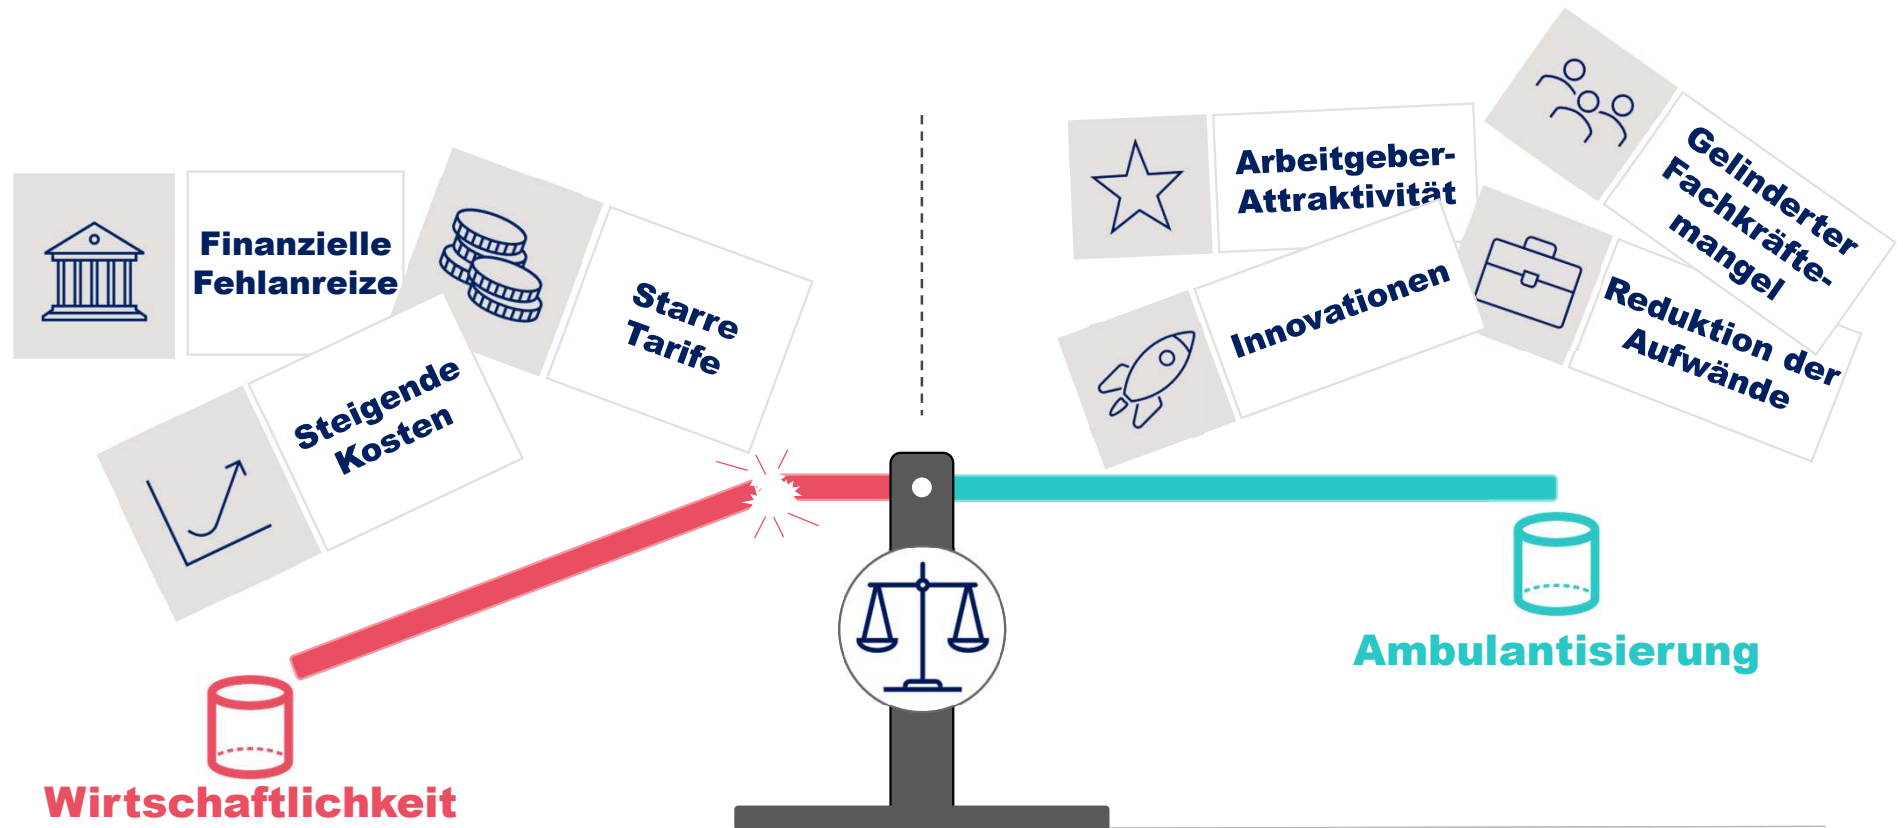 Finanzielle
Fehlanreize
Starre
Tarife
Steigende
Kosten
Wirtschaftlichkeit
Arbeitgeber-
Attraktivität
Gelinderter
Fachkräfte-
mangel
Innovationen
Reduktion der
Aufwände
Ambulantisierung